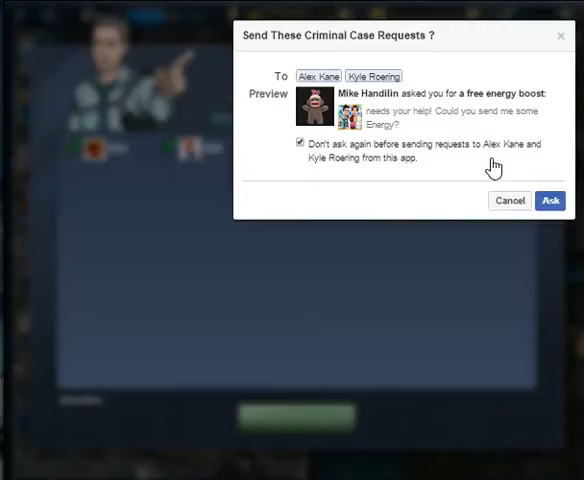 Send These Criminal Case Requests ?
To Alex Kane Kyle Roering
Preview Mike Handilin asked you for a free energy boost:
needs your help! Could you send me some
Energy?
Don't ask again before sending requests to Alex Kane and
Kyle Roering from this app.
Cancel Ask